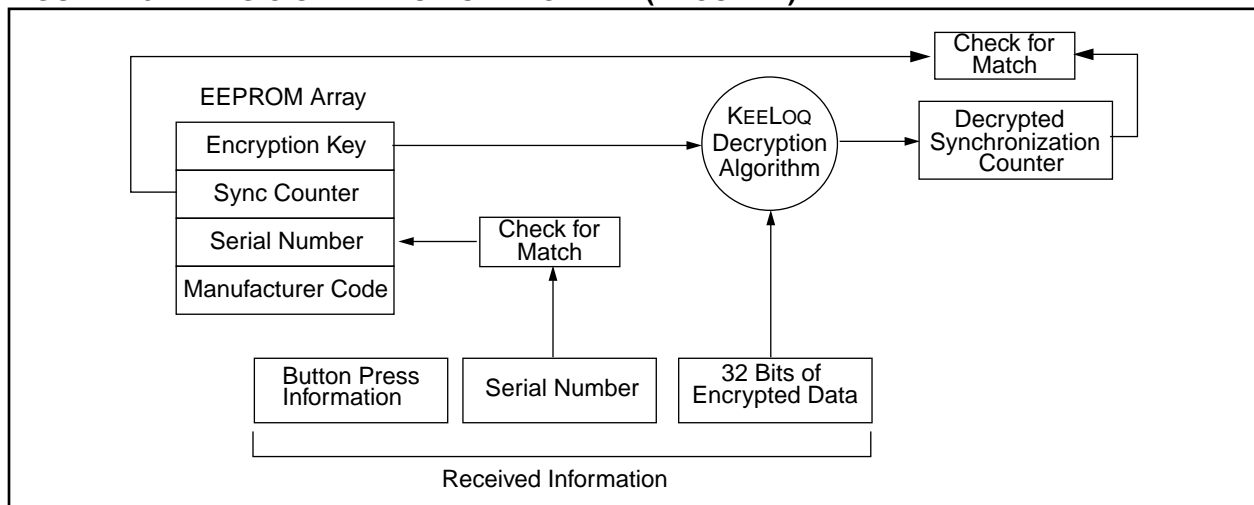 Check for
Match
EEPROM Array
Encryption Key
Sync Counter
Serial Number
Manufacturer Code
KEELOQ
Decryption
Algorithm
Decrypted
Synchronization
Counter
Check for
Match
Button Press
Information
Serial Number
32 Bits of
Encrypted Data
Received Information